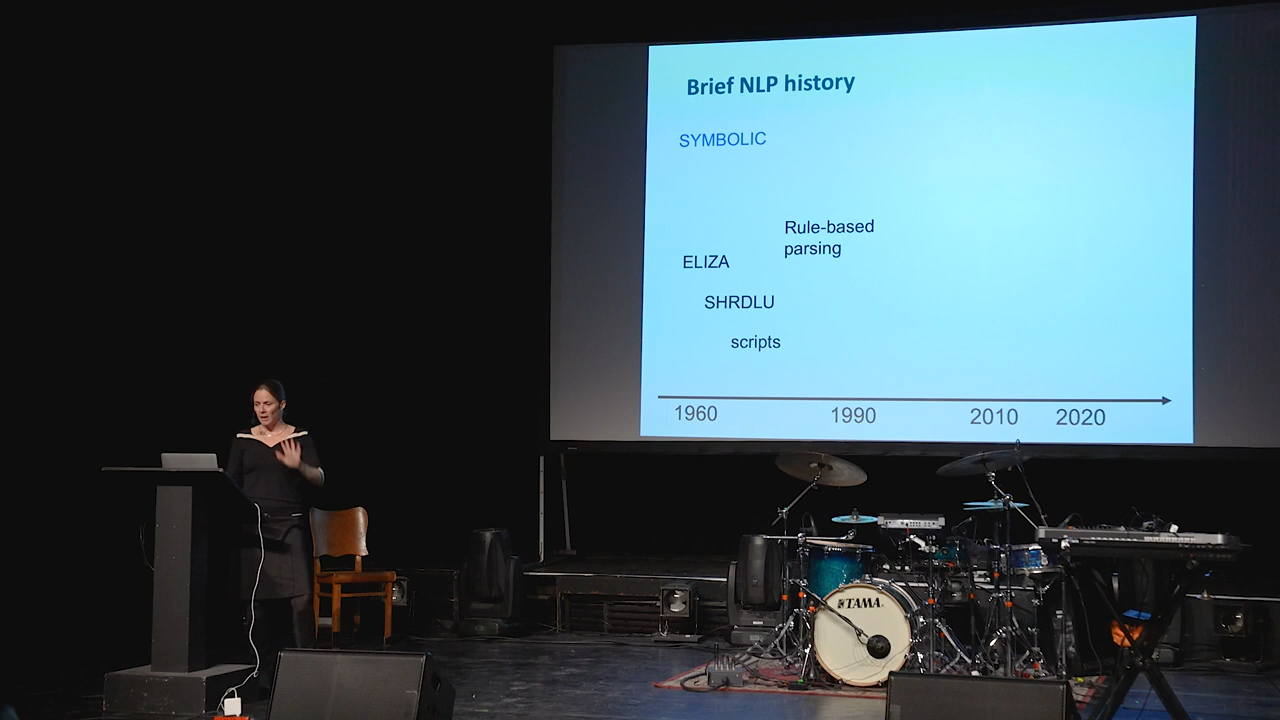 Brief NLP history
SYMBOLIC
Rule-based
parsing
ELIZA
SHRDLU
scripts
1960 1990 2010 2020
TAMA